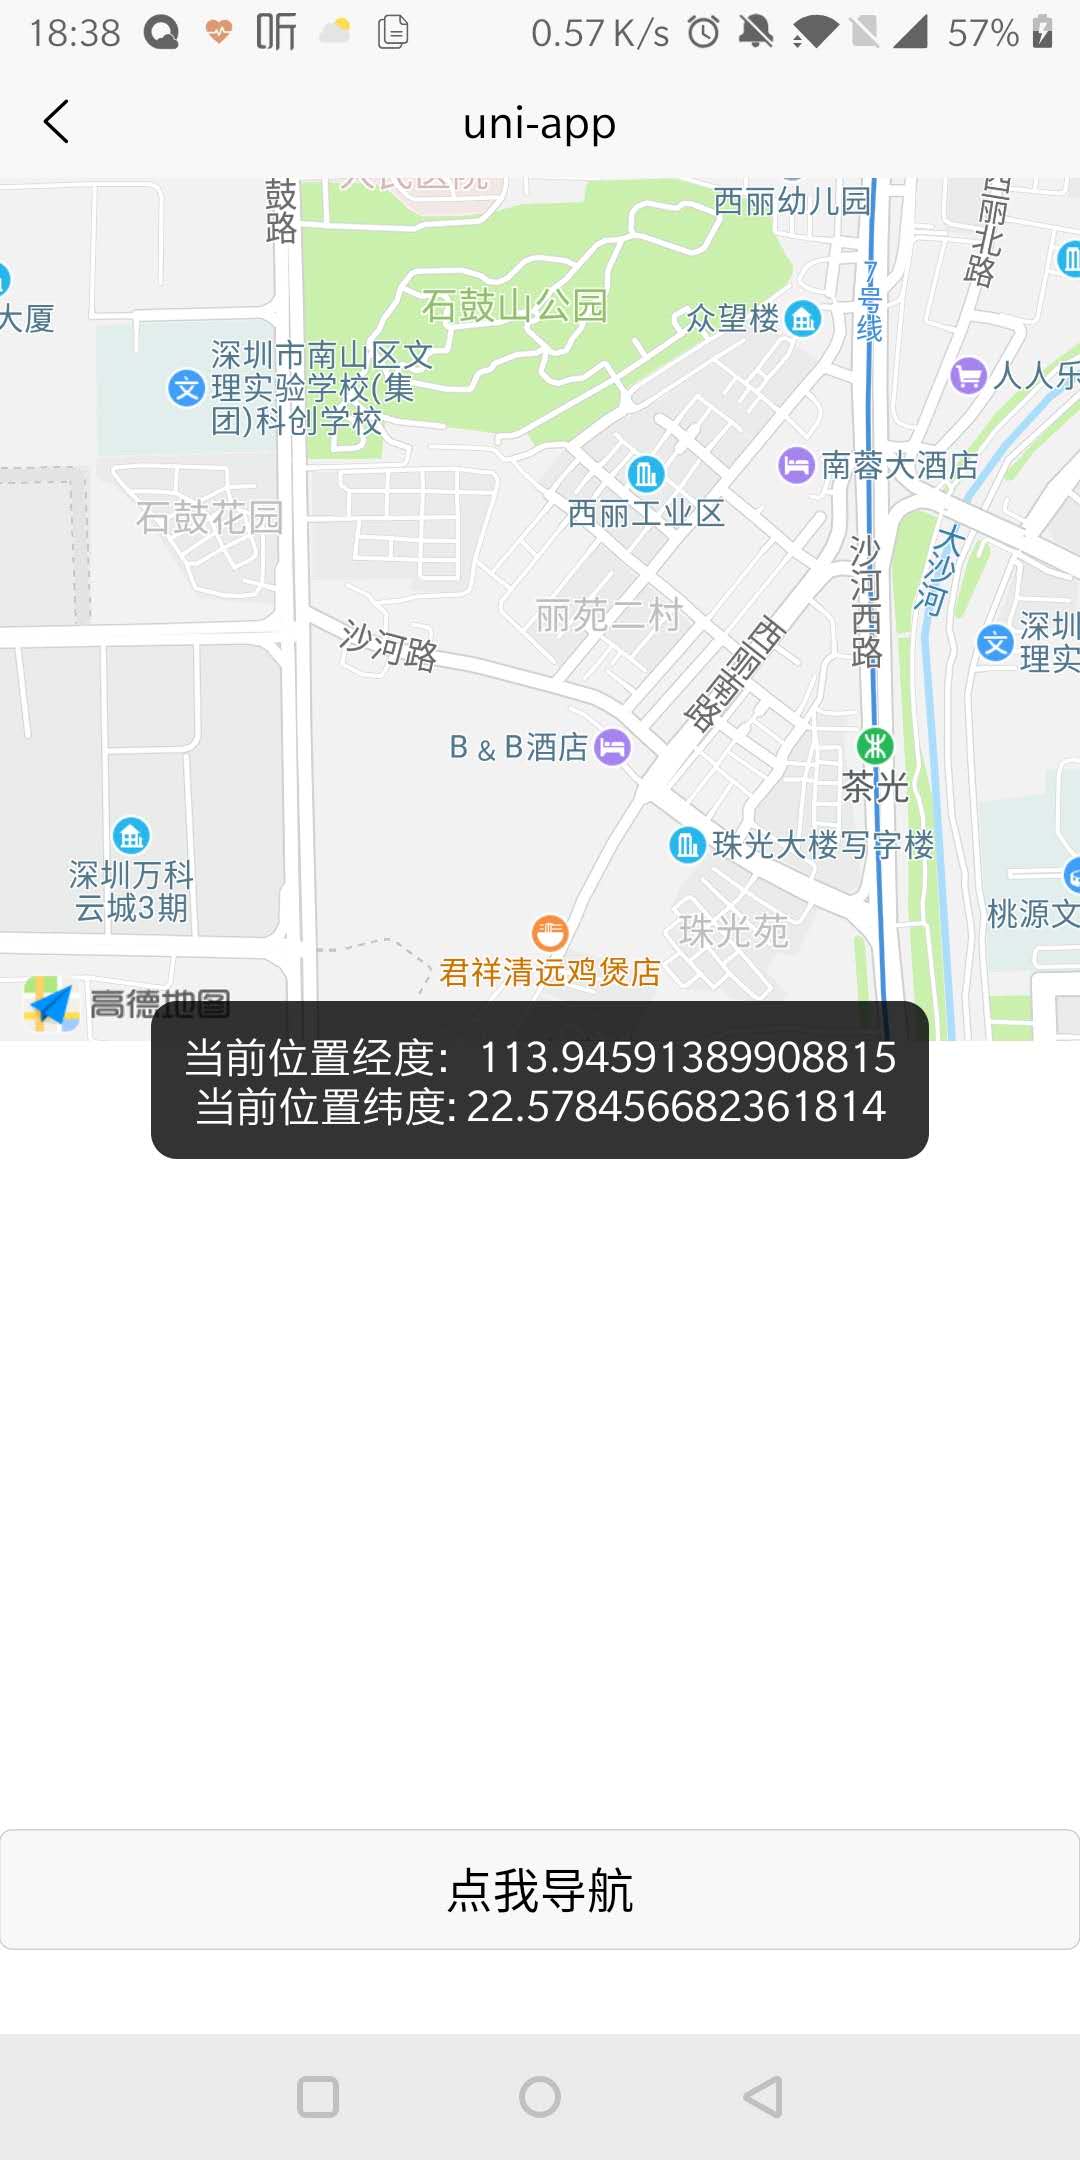 18:38
听
0.57 K/s
57%
uni-app
人民医院
鼓路
西丽幼儿园
西丽北路
大厦
石鼓山公园
众望楼
7号线
深圳市南山区文
理实验学校(集
团)科创学校
人人乐
南蓉大酒店
石鼓花园
西丽工业区
沙河西路
大沙河
丽苑二村
沙河路
西丽南路
深圳
理实
B & B酒店
茶光
珠光大楼写字楼
深圳万科
云城3期
珠光苑
桃源文
君祥清远鸡煲店
高德地图
当前位置经度: 113.94591389908815
当前位置纬度: 22.578456682361814
点我导航